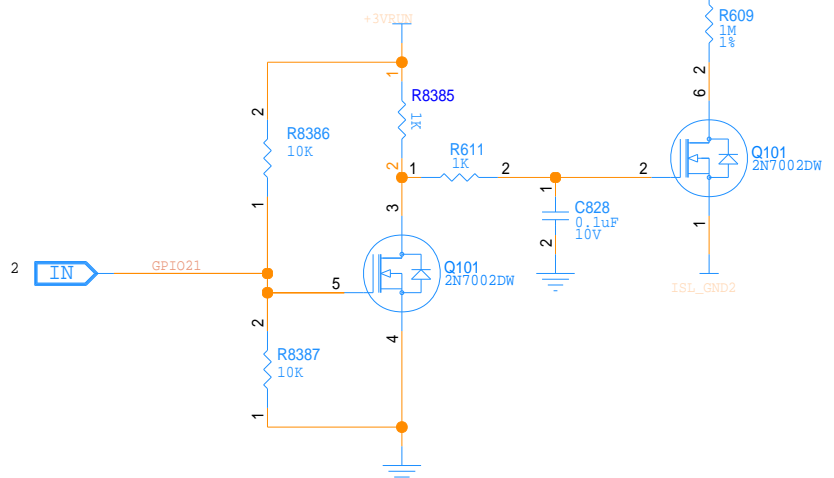 +3VRUN
R609
1M
1%
1
2
6
R8385
1K
2
R8386
10K
1
2
1
R611
1K
2
2
Q101
2N7002DW
1
C828
0.1uF
10V
2
1
ISL_GND2
3
2
IN
GPIO21
5
Q101
2N7002DW
4
2
R8387
10K
1